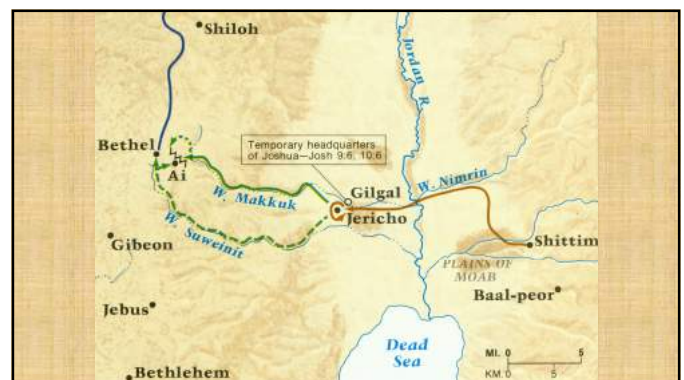 Shiloh
Jordan R.
Bethel
Ai
Temporary headquarters
of Joshua—Josh 9:6; 10:6
W. Makkuk
Gilgal
W. Nimrin
Jericho
W. Suweinit
Gibeon
Shittim
PLAINS OF
MOAB
Baal-peor
Jebus
Dead
Sea
MI. 0 5
KM. 0 5
Bethlehem